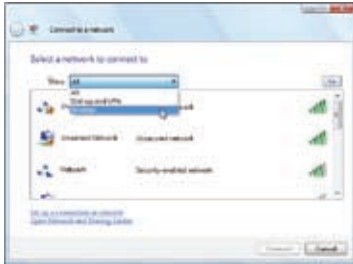 Connect to a network
Select a network to connect to
Show All
All
Dial-up and VPN
Wireless
Unnamed Network Unsecured network
Network Security-enabled network
Set up a connection or network
Open Network and Sharing Center
Connect Cancel